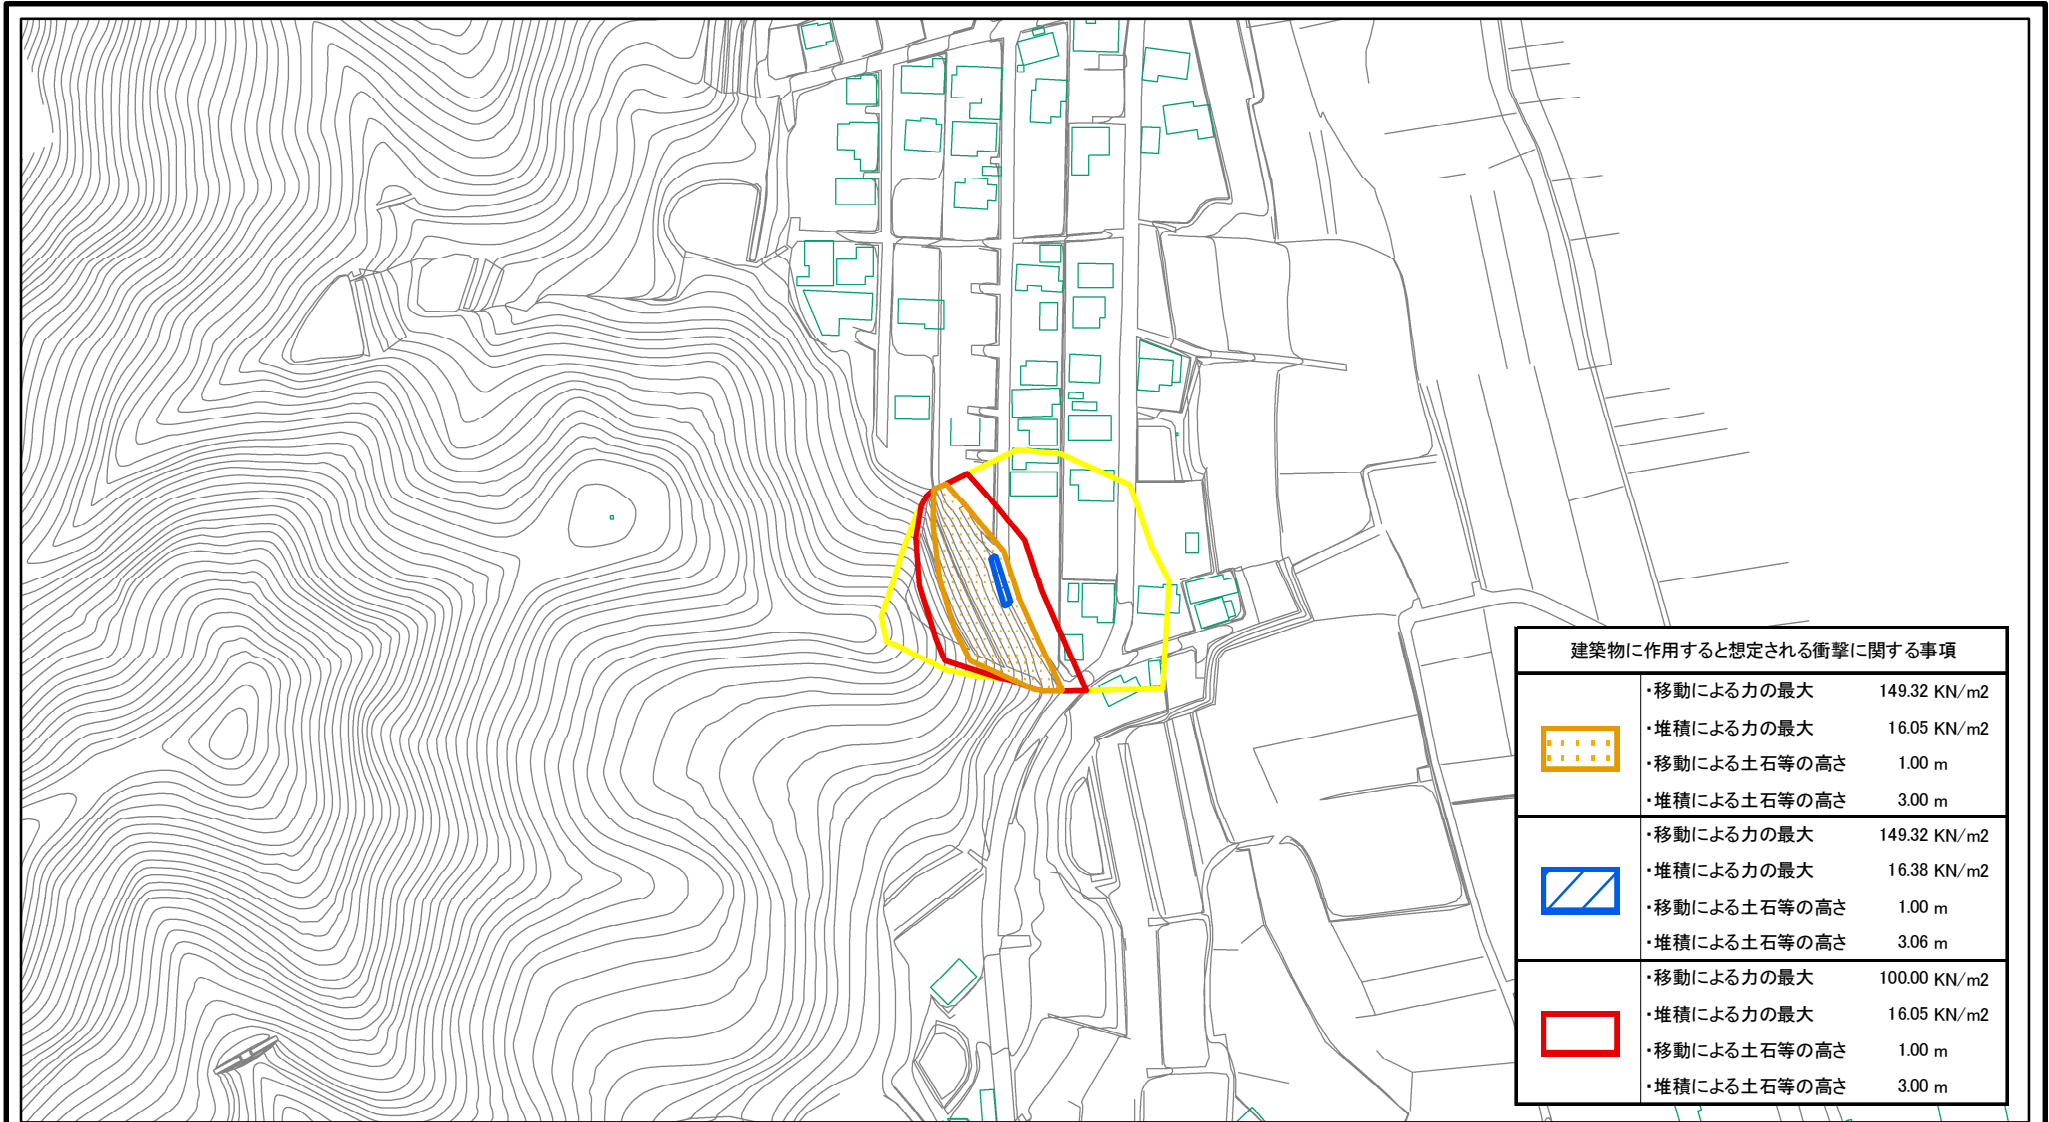 建築物に作用すると想定される衝撃に関する事項
・移動による力の最大 149.32 KN/m2
・堆積による力の最大 16.05 KN/m2
・移動による土石等の高さ 1.00 m
・堆積による土石等の高さ 3.00 m
・移動による力の最大 149.32 KN/m2
・堆積による力の最大 16.38 KN/m2
・移動による土石等の高さ 1.00 m
・堆積による土石等の高さ 3.06 m
・移動による力の最大 100.00 KN/m2
・堆積による力の最大 16.05 KN/m2
・移動による土石等の高さ 1.00 m
・堆積による土石等の高さ 3.00 m